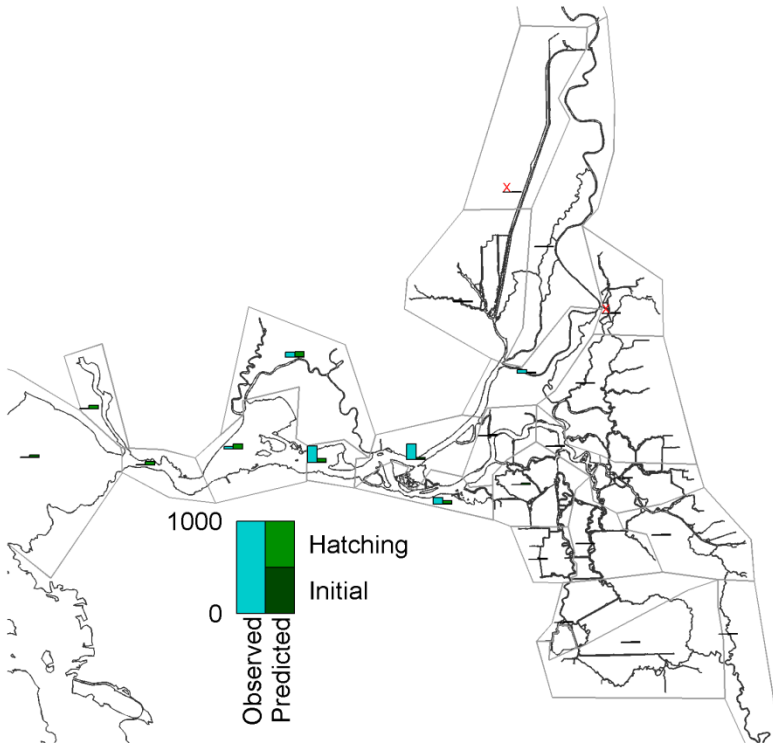 X
X
1000
Hatching
Initial
0
Observed
Predicted